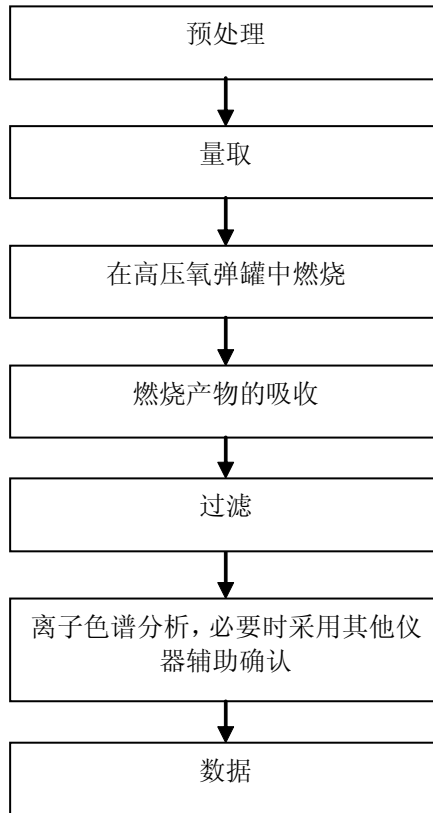 预处理
量取
在高压氧弹罐中燃烧
燃烧产物的吸收
过滤
离子色谱分析，必要时采用其他仪
器辅助确认
数据